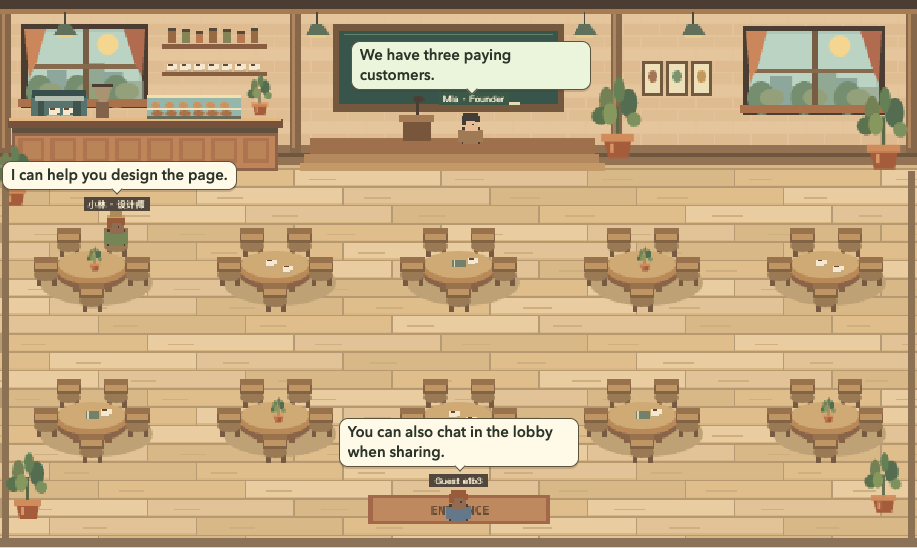 We have three paying
customers.
Mia · Founder
I can help you design the page.
小林 · 设计师
You can also chat in the lobby
when sharing.
Guest e1b3